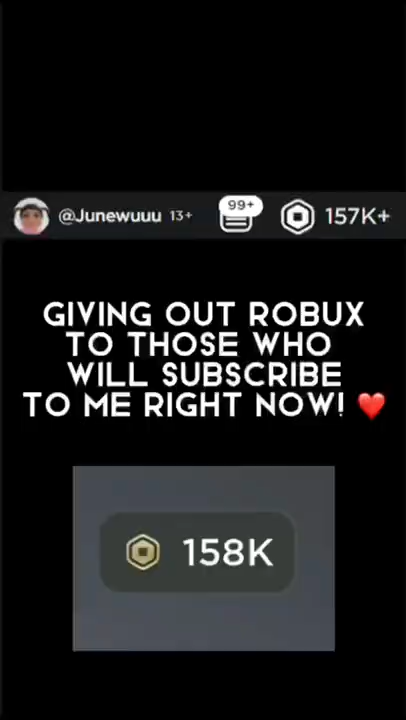 @Junewuuu 13+ 99+ 157K+
GIVING OUT ROBUX
TO THOSE WHO
WILL SUBSCRIBE
TO ME RIGHT NOW! ❤️
158K